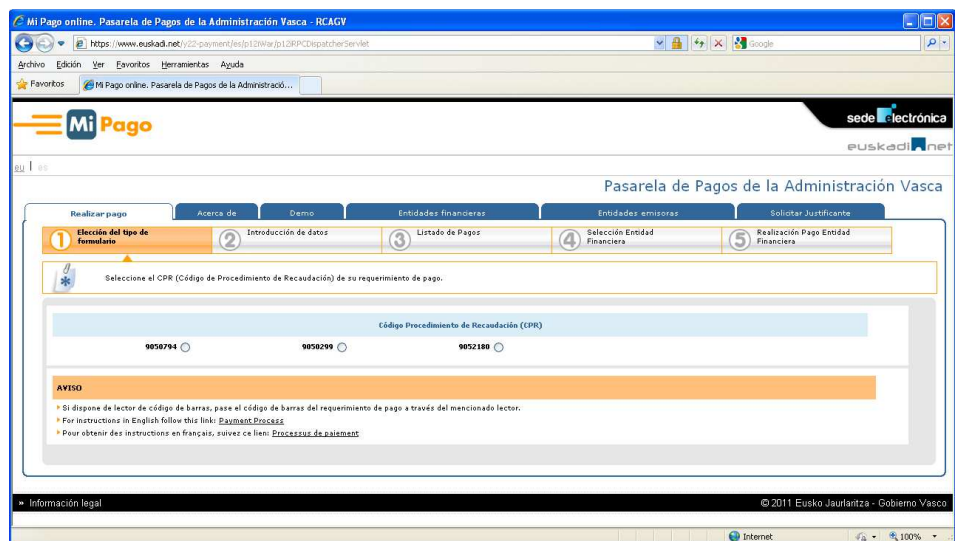 Mi Pago online. Pasarela de Pagos de la Administración Vasca - RCAGV
https://www.euskadi.net/y22-payment/es/p12iWar/p12iRPCDispatcherServlet
Google
Archivo Edición Ver Favoritos Herramientas Ayuda
Favoritos Mi Pago online. Pasarela de Pagos de la Administració...
Mi Pago
sede electrónica
euskadi net
eu | es
Pasarela de Pagos de la Administración Vasca
Realizar pago Acerca de Demo Entidades financieras Entidades emisoras Solicitar Justificante
1 Elección del tipo de formulario
2 Introducción de datos
3 Listado de Pagos
4 Selección Entidad Financiera
5 Realización Pago Entidad Financiera
Seleccione el CPR (Código de Procedimiento de Recaudación) de su requerimiento de pago.
Código Procedimiento de Recaudación (CPR)
9050794 9050299 9052180
AVISO
Si dispone de lector de código de barras, pase el código de barras del requerimiento de pago a través del mencionado lector.
For instructions in English follow this link: Payment Process
Pour obtenir des instructions en français, suivez ce lien: Processus de paiement
» Información legal © 2011 Eusko Jaurlaritza - Gobierno Vasco
Internet 100%